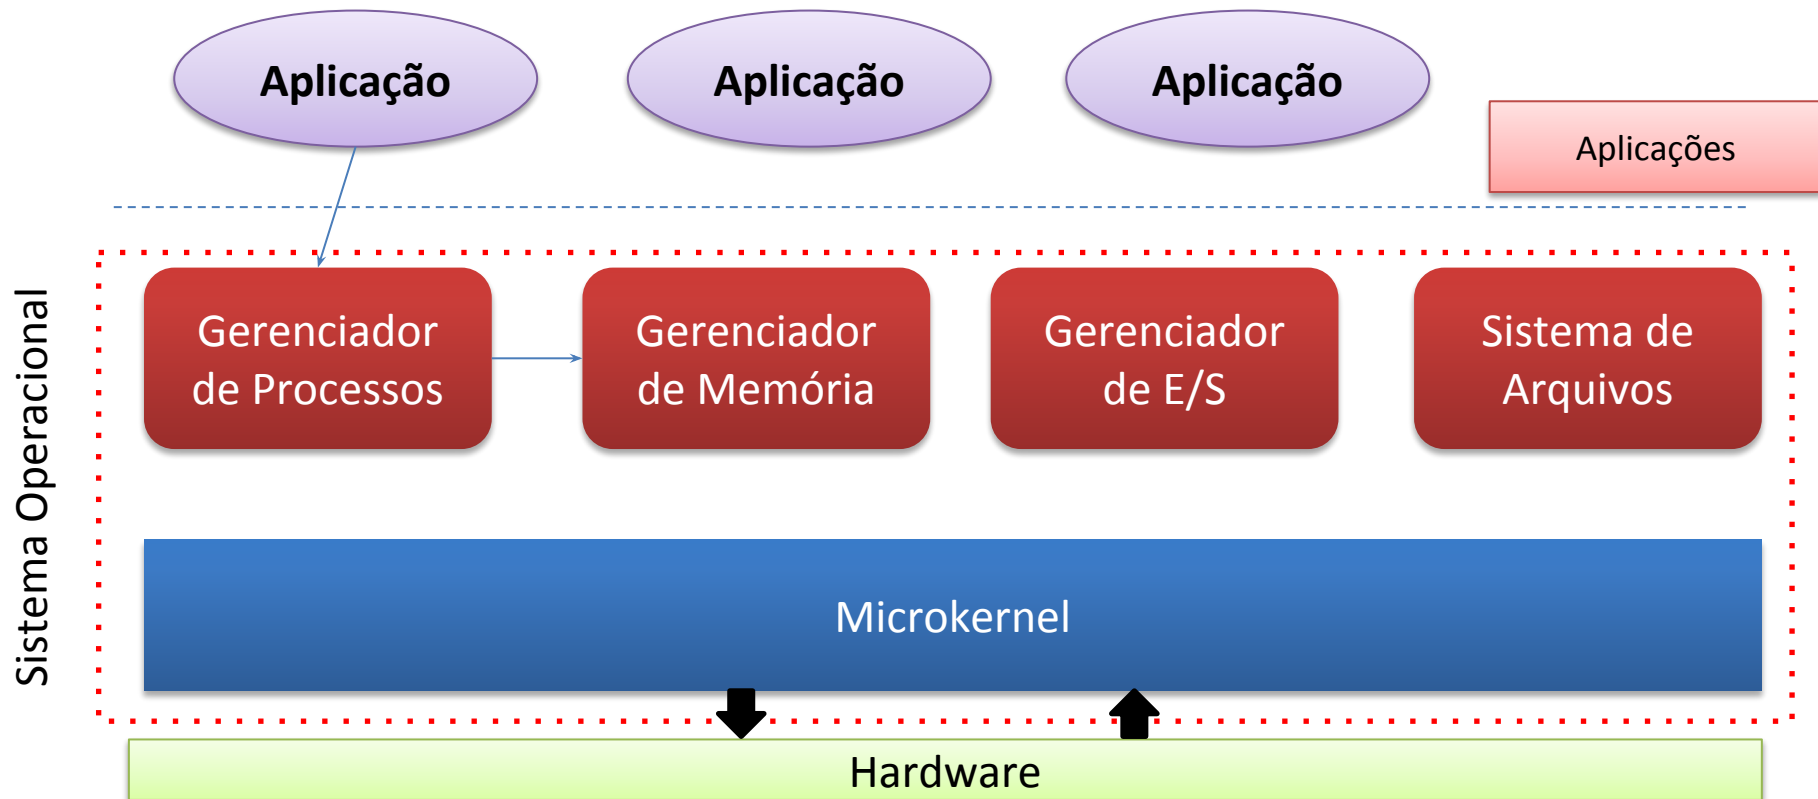 Aplicação
Aplicação
Aplicação
Aplicações
Sistema Operacional
Gerenciador
de Processos
Gerenciador
de Memória
Gerenciador
de E/S
Sistema de
Arquivos
Microkernel
Hardware